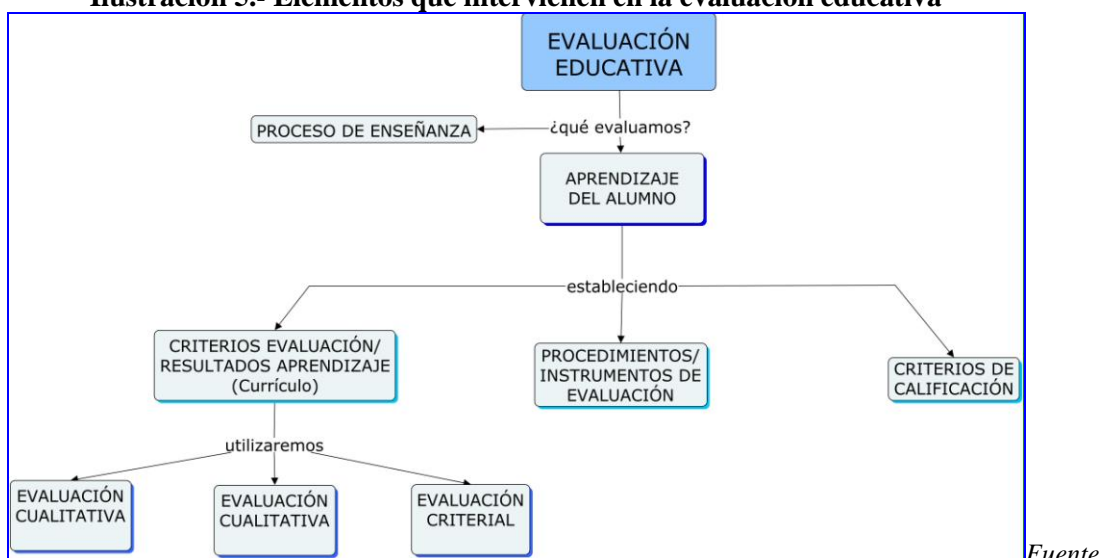 Ilustración 3.- Elementos que intervienen en la evaluación educativa
EVALUACIÓN
EDUCATIVA
¿qué evaluamos?
PROCESO DE ENSEÑANZA
APRENDIZAJE
DEL ALUMNO
estableciendo
CRITERIOS EVALUACIÓN/
RESULTADOS APRENDIZAJE
(Currículo)
PROCEDIMIENTOS/
INSTRUMENTOS DE
EVALUACIÓN
CRITERIOS DE
CALIFICACIÓN
utilizaremos
EVALUACIÓN
CUALITATIVA
EVALUACIÓN
CUALITATIVA
EVALUACIÓN
CRITERIAL
Fuente